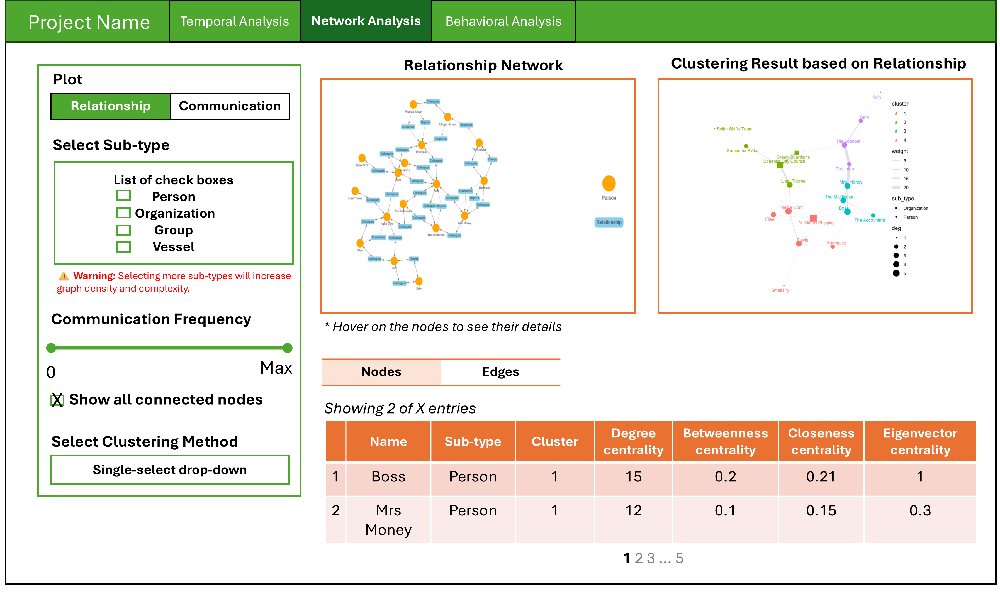 Project Name
Temporal Analysis
Network Analysis
Behavioral Analysis
Plot
Relationship
Communication
Select Sub-type
List of check boxes
Person
Organization
Group
Vessel
⚠ Warning: Selecting more sub-types will increase
graph density and complexity.
Communication Frequency
0
Max
X Show all connected nodes
Select Clustering Method
Single-select drop-down
Relationship Network
Colleagues
Miranda Jordan
Reports
Clepper Jensen
Suspicious
Suspicious
Suspicious
The Lookout
Rodriguez
Colleagues
Colleagues
Sailor Shift
Colleagues
Friends
Colleagues
Colleagues
Small Fry
Colleagues
Davis
Colleagues
The Intern
Boss
Coordinates
Liam Thorne
Colleagues
Colleagues
Colleagues
Colleagues
Reports
Colleagues
The Accountant
Colleagues
Reports
Colleagues
Nadia Conti
Colleagues
Colleagues
Colleagues
Mrs. Money
The Middleman
Colleagues
Coordinates
Colleagues
Elise
Colleagues
Friends
Sam
Colleagues
Kelly
Person
Relationship
* Hover on the nodes to see their details
Clustering Result based on Relationship
Kelly
Sam
Sailor Shifts Team
The Lookout
Samantha Blake
Green Guardians
Oceanus City Council
The Intern
Liam Thorne
Mrs. Money
The Middleman
Nadia Conti
Boss
Elise
V. Miesel Shipping
The Accountant
Davis
Rodriguez
Small Fry
cluster
1
2
3
4
weight
5
10
15
20
sub_type
Organization
Person
deg
1
2
3
4
5
Nodes
Edges
Showing 2 of X entries
Name Sub-type Cluster Degree centrality Betweenness centrality Closeness centrality Eigenvector centrality
1 Boss Person 1 15 0.2 0.21 1
2 Mrs Money Person 1 12 0.1 0.15 0.3
1 2 3 ... 5